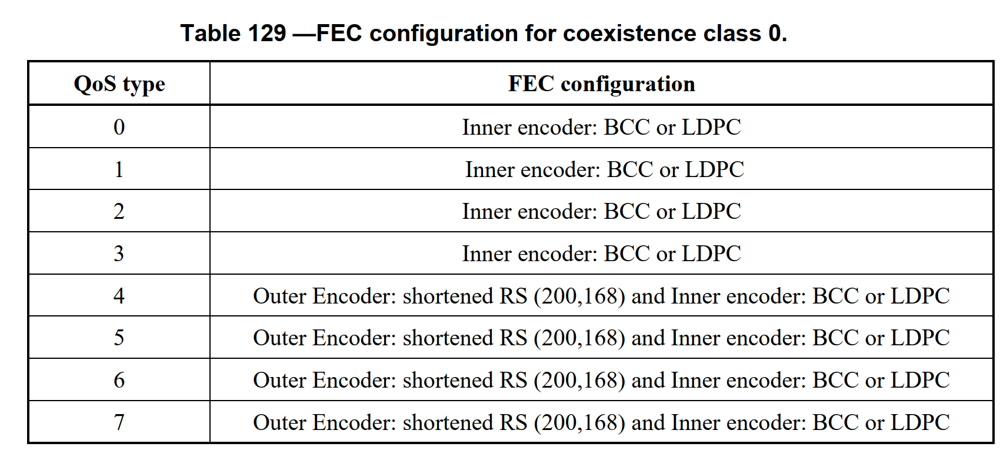 Table 129 —FEC configuration for coexistence class 0.
QoS type FEC configuration
0 Inner encoder: BCC or LDPC
1 Inner encoder: BCC or LDPC
2 Inner encoder: BCC or LDPC
3 Inner encoder: BCC or LDPC
4 Outer Encoder: shortened RS (200,168) and Inner encoder: BCC or LDPC
5 Outer Encoder: shortened RS (200,168) and Inner encoder: BCC or LDPC
6 Outer Encoder: shortened RS (200,168) and Inner encoder: BCC or LDPC
7 Outer Encoder: shortened RS (200,168) and Inner encoder: BCC or LDPC